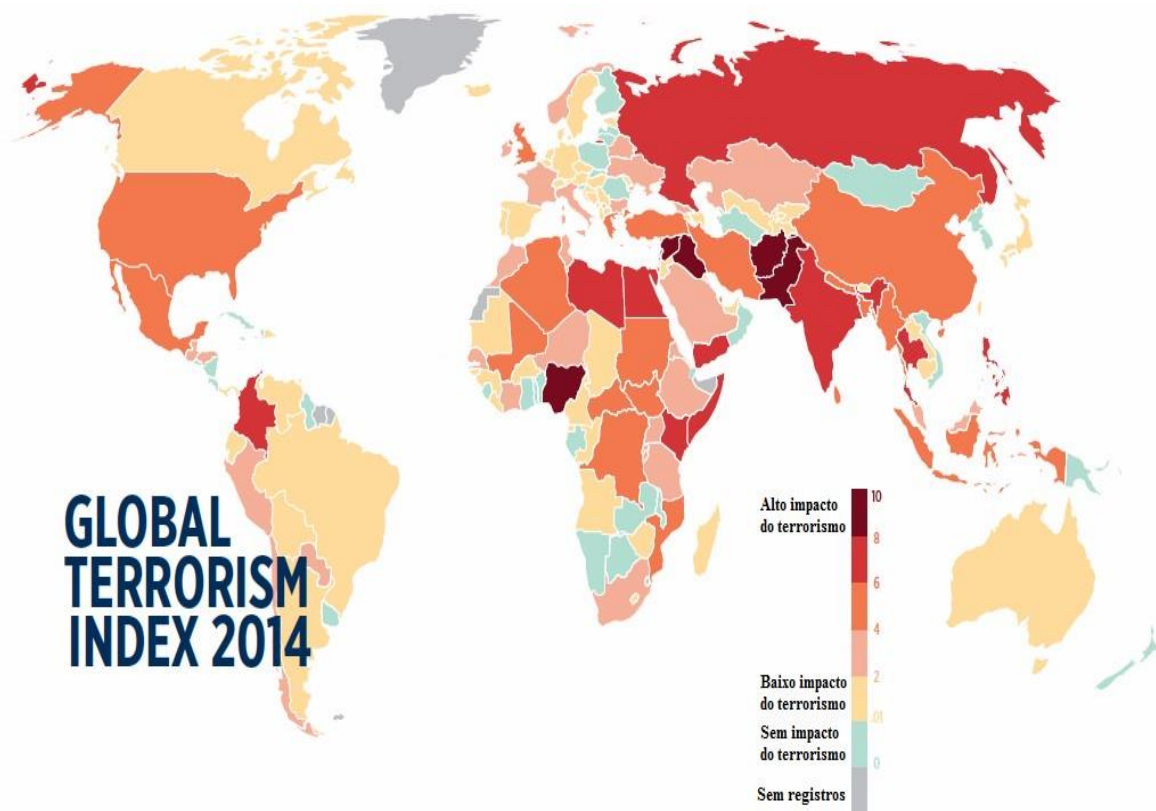 GLOBAL
TERRORISM
INDEX 2014
Alto impacto
do terrorismo
10
8
6
4
2
Baixo impacto
do terrorismo
.01
Sem impacto
do terrorismo
0
Sem registros